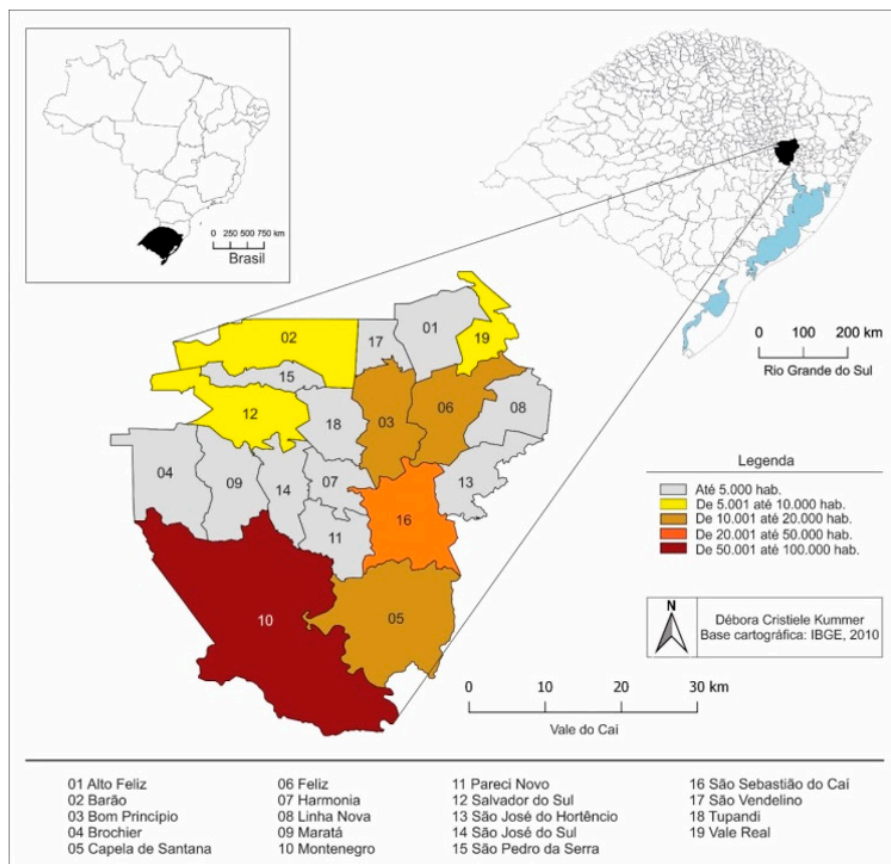 0 250 500 750 km
Brasil
0 100 200 km
Rio Grande do Sul
01
02
17
19
15
12
18
03
06
08
04
09
14
07
13
16
11
10
05
Legenda
Até 5.000 hab.
De 5.001 até 10.000 hab.
De 10.001 até 20.000 hab.
De 20.001 até 50.000 hab.
De 50.001 até 100.000 hab.
N
Débora Cristiele Kummer
Base cartográfica: IBGE, 2010
0 10 20 30 km
Vale do Caí
01 Alto Feliz
02 Barão
03 Bom Princípio
04 Brochier
05 Capela de Santana
06 Feliz
07 Harmonia
08 Linha Nova
09 Maratá
10 Montenegro
11 Pareci Novo
12 Salvador do Sul
13 São José do Hortêncio
14 São José do Sul
15 São Pedro da Serra
16 São Sebastião do Caí
17 São Vendelino
18 Tupandi
19 Vale Real